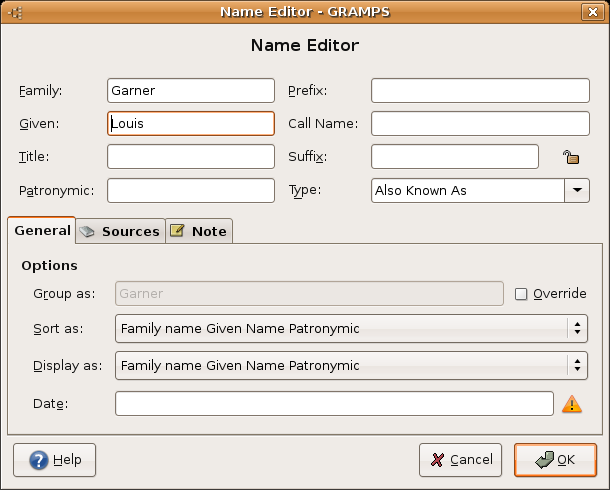 Name Editor - GRAMPS
Name Editor
Family: Garner Prefix:
Given: Louis Call Name:
Title: Suffix:
Patronymic: Type: Also Known As
General Sources Note
Options
Group as: Garner Override
Sort as: Family name Given Name Patronymic
Display as: Family name Given Name Patronymic
Date:
Help Cancel OK